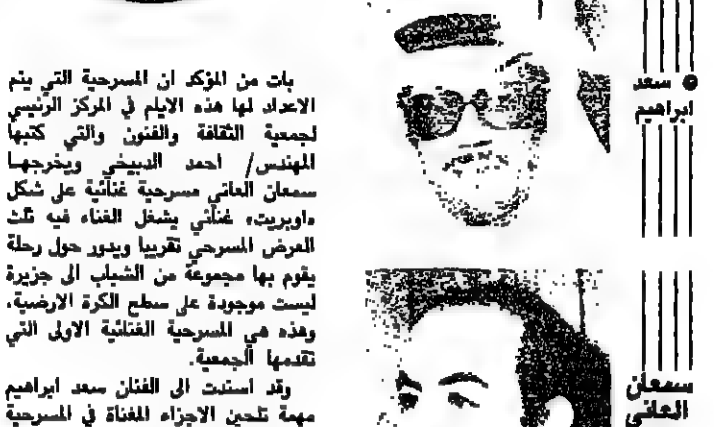 بات من المؤكد ان المسرحية التي يتم
الاعداد لها هذه الايام في المركز الرئيسي
لجمعية الثقافة والفنون والتي كتبها
المهندس/ احمد الدبيخي ويخرجها
سمعان العاني مسرحية غنائية على شكل
«اوبريت» غنائي يشغل الغناء فيه ثلث
العرض المسرحي تقريبا ويدور حول رحلة
يقوم بها مجموعة من الشباب الى جزيرة
ليست موجودة على سطح الكرة الارضية،
وهذه هي المسرحية الغنائية الاولى التي
تقدمها الجمعية.
وقد اسندت الى الفنان سعد ابراهيم
مهمة تلحين الاجزاء المغناة في المسرحية
● سعد
ابراهيم
سمعان
العاني